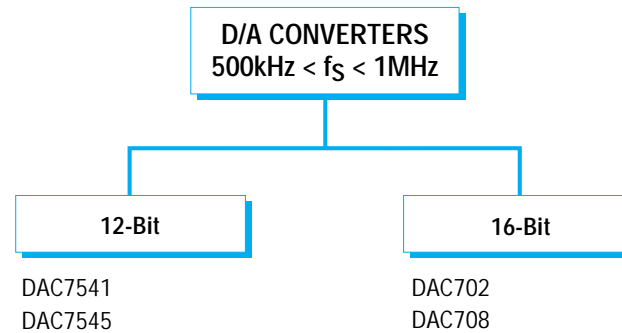 D/A CONVERTERS
500kHz < fS < 1MHz
12-Bit
16-Bit
DAC7541
DAC7545
DAC702
DAC708